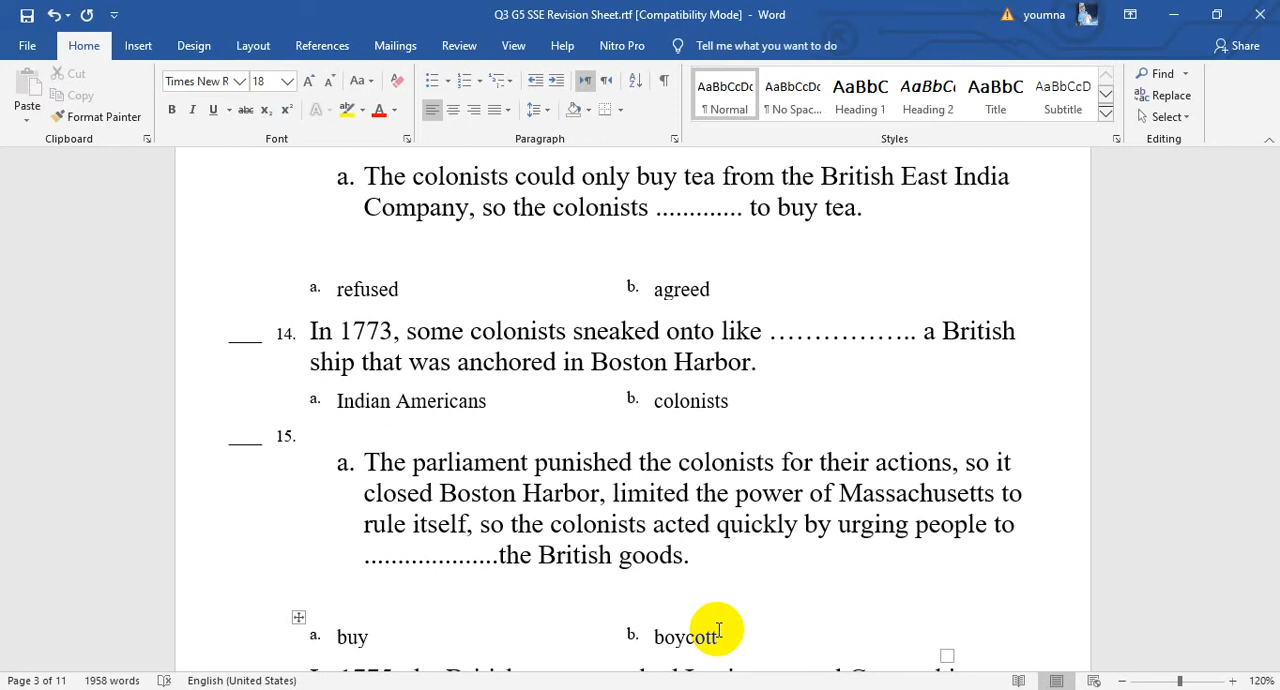 Q3 G5 SSE Revision Sheet.rtf [Compatibility Mode] - Word
youmna
File Home Insert Design Layout References Mailings Review View Help Nitro Pro Tell me what you want to do Share
Paste
Cut
Copy
Format Painter
Clipboard
Times New R 18
Font
Paragraph
AaBbCcDc AaBbCcDc AaBbC AaBbCc AaBbC AaBbCcD
¶ Normal ¶ No Spac... Heading 1 Heading 2 Title Subtitle
Styles
Find
Replace
Select
Editing
a. The colonists could only buy tea from the British East India
Company, so the colonists ............. to buy tea.
a. refused b. agreed
____ 14. In 1773, some colonists sneaked onto like …………….. a British
ship that was anchored in Boston Harbor.
a. Indian Americans b. colonists
____ 15.
a. The parliament punished the colonists for their actions, so it
closed Boston Harbor, limited the power of Massachusetts to
rule itself, so the colonists acted quickly by urging people to
....................the British goods.
a. buy b. boycott
Page 3 of 11 1958 words English (United States) 120%